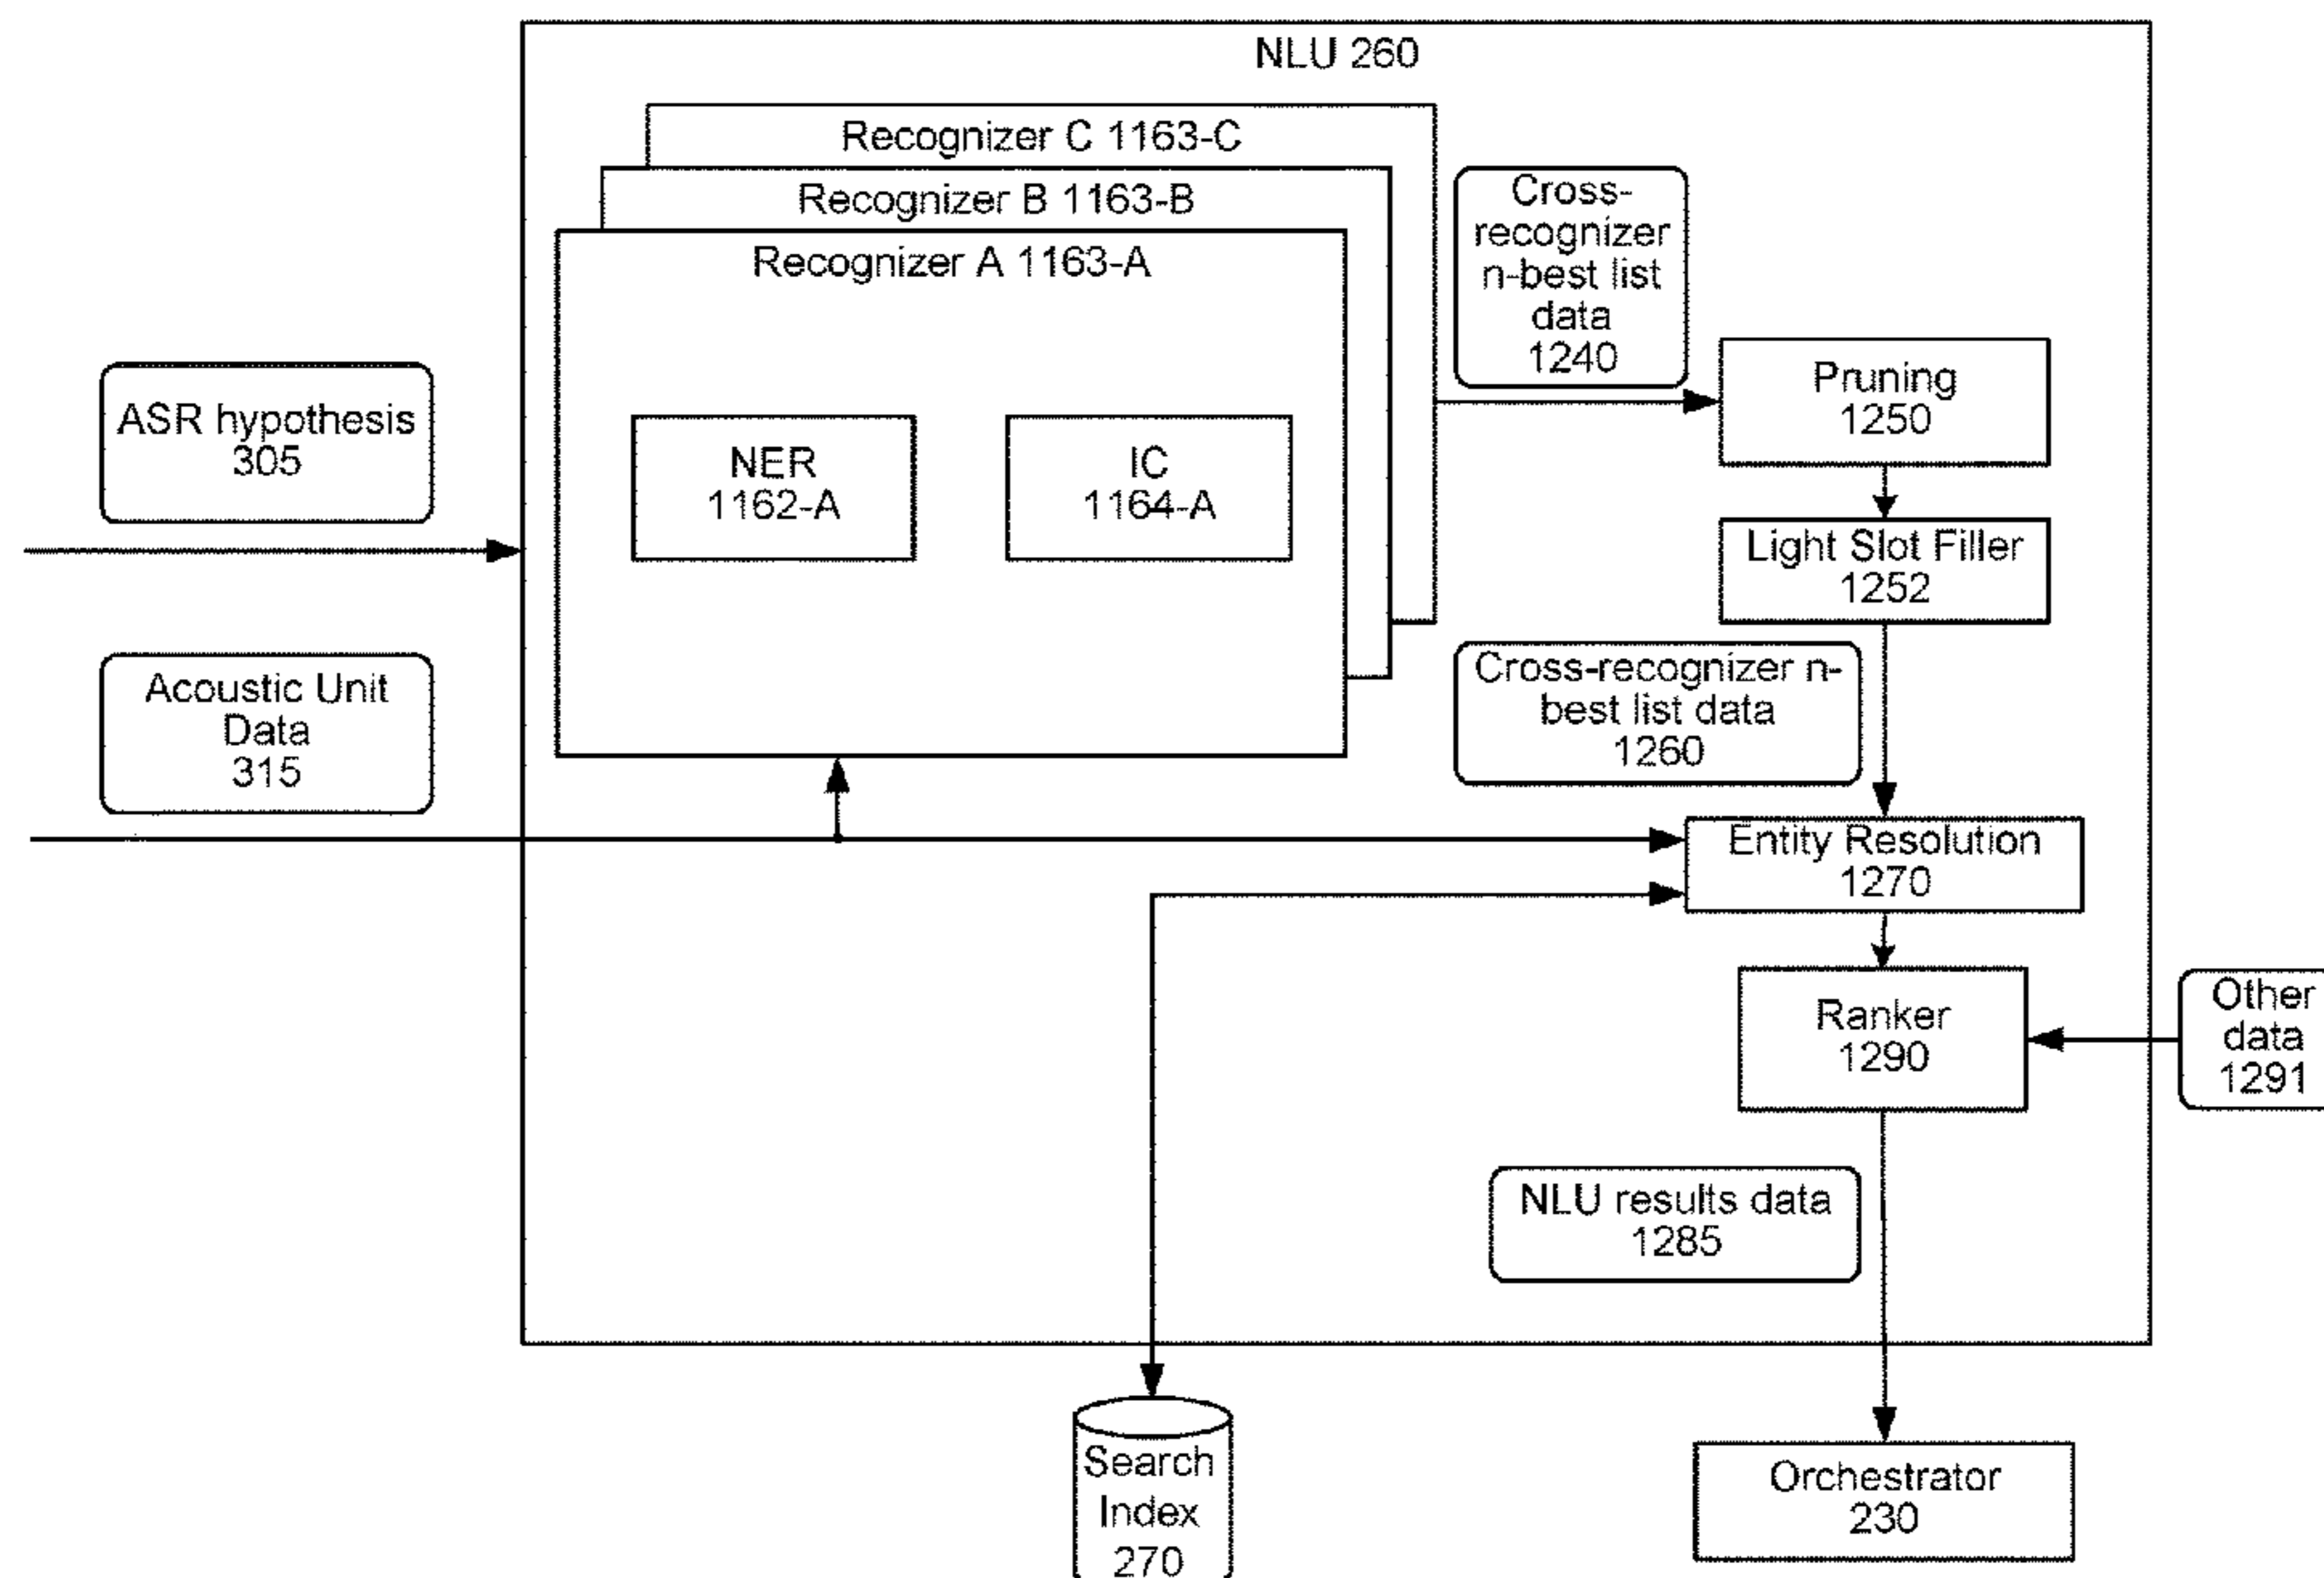 NLU 260
Recognizer C 1163-C
Recognizer B 1163-B
Recognizer A 1163-A
NER
1162-A
IC
1164-A
Cross-
recognizer
n-best list
data
1240
Pruning
1250
ASR hypothesis
305
Light Slot Filler
1252
Acoustic Unit
Data
315
Cross-recognizer n-
best list data
1260
Entity Resolution
1270
Ranker
1290
Other
data
1291
NLU results data
1285
Search
Index
270
Orchestrator
230